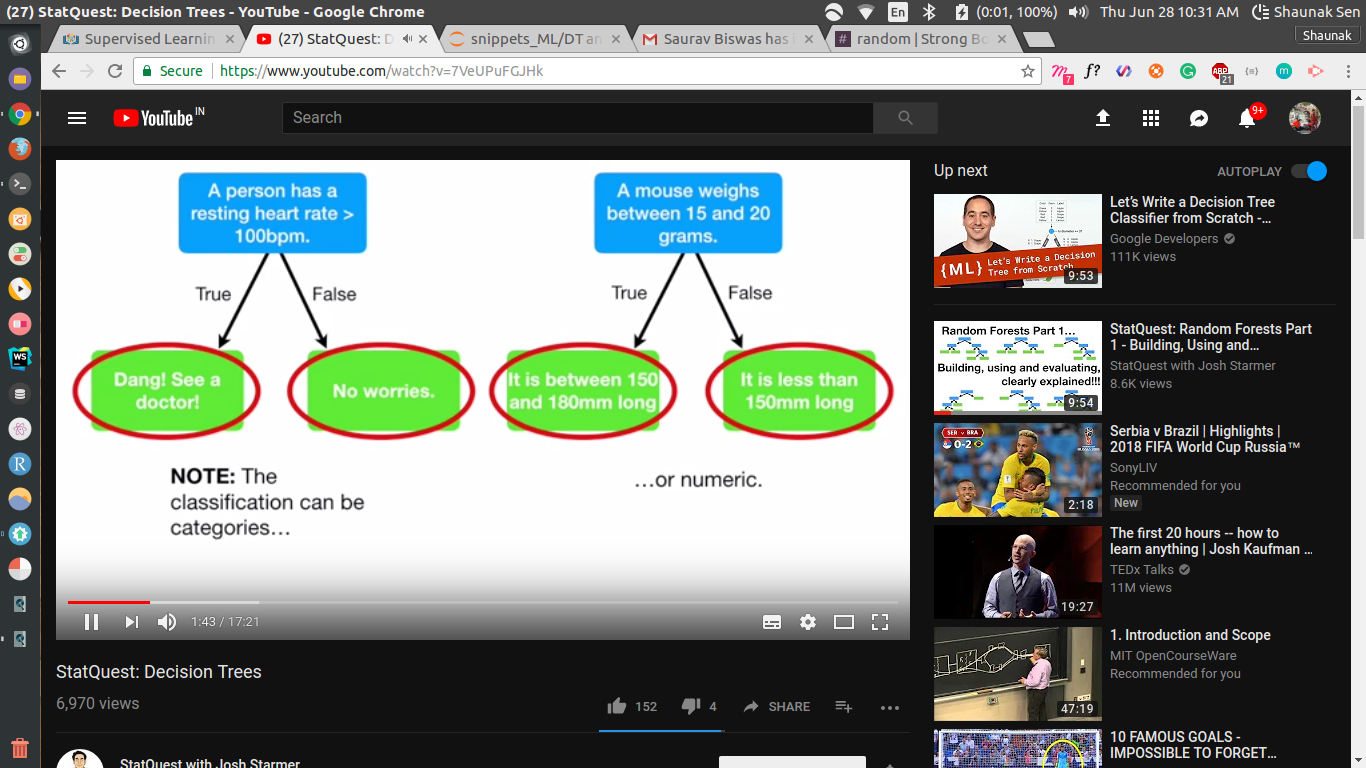 (27) StatQuest: Decision Trees - YouTube - Google Chrome
En
(0:01, 100%)
Thu Jun 28 10:31 AM
Shaunak Sen
Supervised Learnin
(27) StatQuest: D
snippets_ML/DT an
Saurav Biswas has
random | Strong Bo
Shaunak
Secure
https://www.youtube.com/watch?v=7VeUPuFGJHk
7
f?
ABP
21
m
YouTube IN
Search
9+
A person has a
resting heart rate >
100bpm.
True
False
Dang! See a
doctor!
No worries.
NOTE: The
classification can be
categories…
A mouse weighs
between 15 and 20
grams.
True
False
It is between 150
and 180mm long
It is less than
150mm long
…or numeric.
1:43 / 17:21
StatQuest: Decision Trees
6,970 views
152
4
SHARE
StatQuest with Josh Starmer
Up next
AUTOPLAY
{ML} Let's Write a Decision
Tree from Scratch
9:53
Let's Write a Decision Tree
Classifier from Scratch -...
Google Developers
111K views
Random Forests Part 1…
Building, using and evaluating,
clearly explained!!!
9:54
StatQuest: Random Forests Part
1 - Building, Using and...
StatQuest with Josh Starmer
8.6K views
SER v BRA
0-2
2:18
Serbia v Brazil | Highlights |
2018 FIFA World Cup Russia™
SonyLIV
Recommended for you
New
19:27
The first 20 hours -- how to
learn anything | Josh Kaufman ...
TEDx Talks
11M views
47:19
1. Introduction and Scope
MIT OpenCourseWare
Recommended for you
10 FAMOUS GOALS -
IMPOSSIBLE TO FORGET...